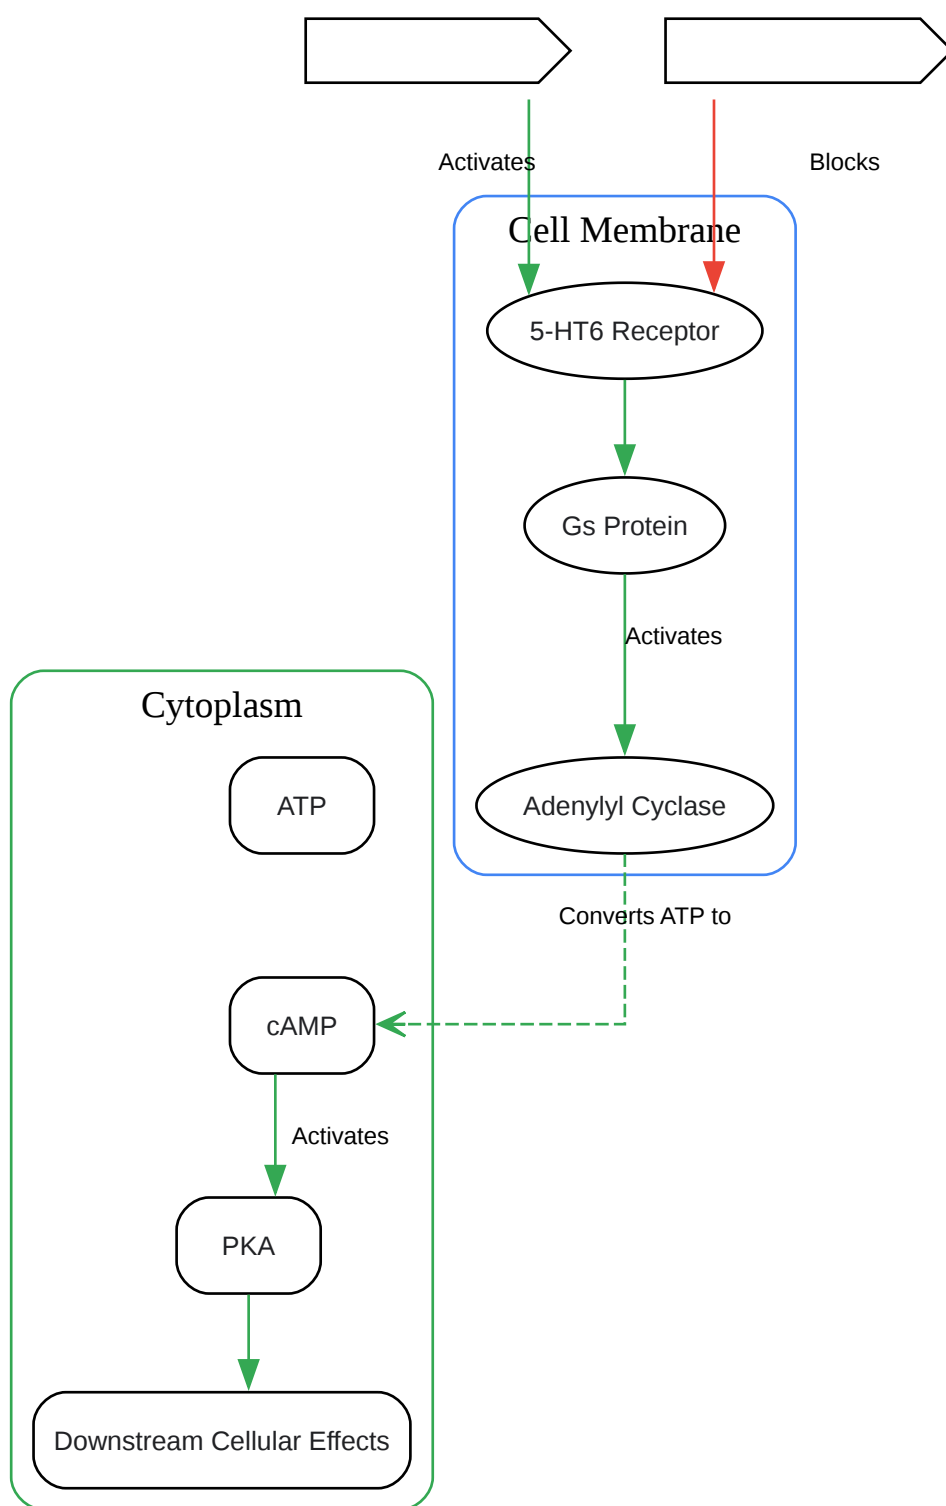 Activates
Blocks
Cell Membrane
5-HT6 Receptor
Gs Protein
Activates
Cytoplasm
ATP
Adenylyl Cyclase
Converts ATP to
cAMP
Activates
PKA
Downstream Cellular Effects